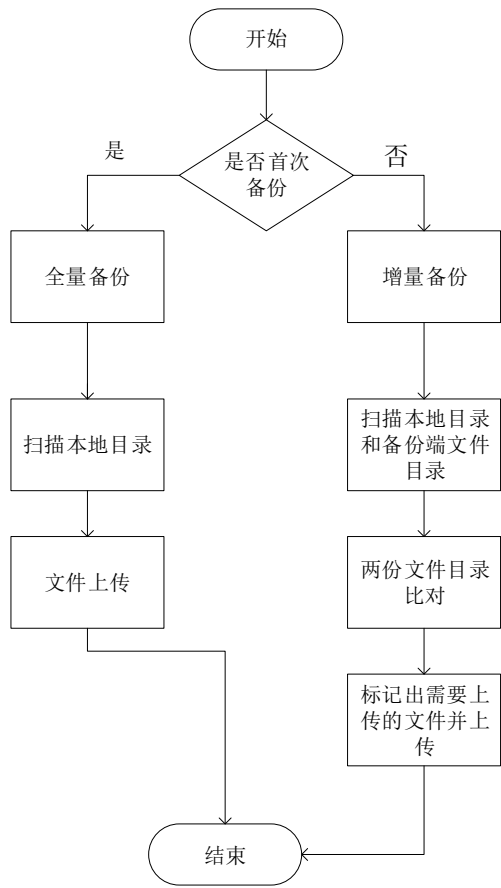 开始
是否首次
备份
是
否
全量备份
增量备份
扫描本地目录
扫描本地目录
和备份端文件
目录
文件上传
两份文件目录
比对
标记出需要上
传的文件并上
传
结束